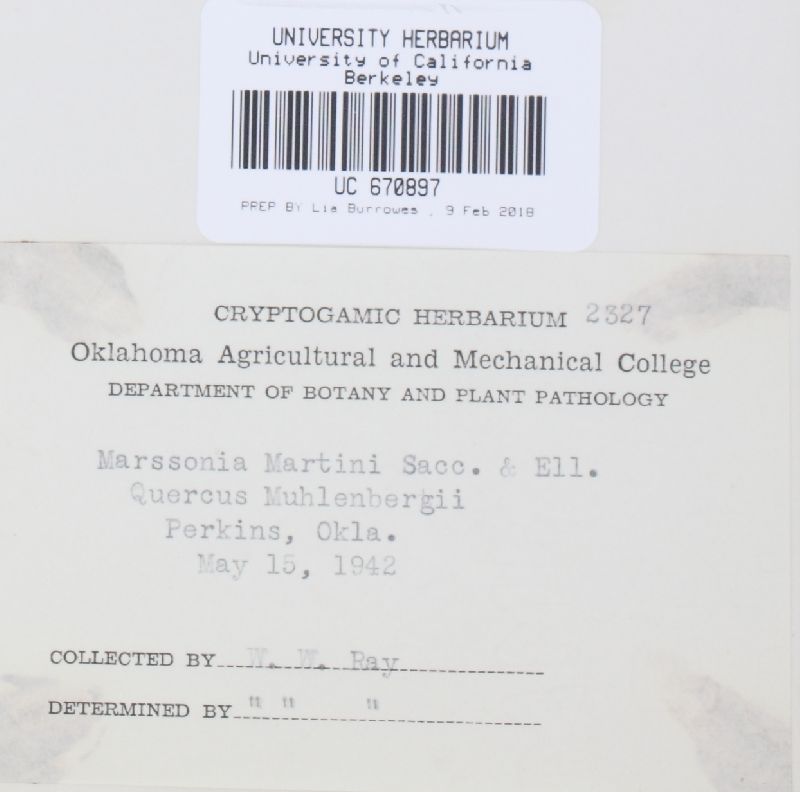 UNIVERSITY HERBARIUM
University of California
Berkeley
UC 670897
PREP BY Lia Burrowes , 9 Feb 2018
CRYPTOGAMIC HERBARIUM 2327
Oklahoma Agricultural and Mechanical College
DEPARTMENT OF BOTANY AND PLANT PATHOLOGY
Marssonia Martini Sacc. & Ell.
Quercus Muhlenbergii
Perkins, Okla.
May 15, 1942
COLLECTED BY W. W. Ray
DETERMINED BY " " "